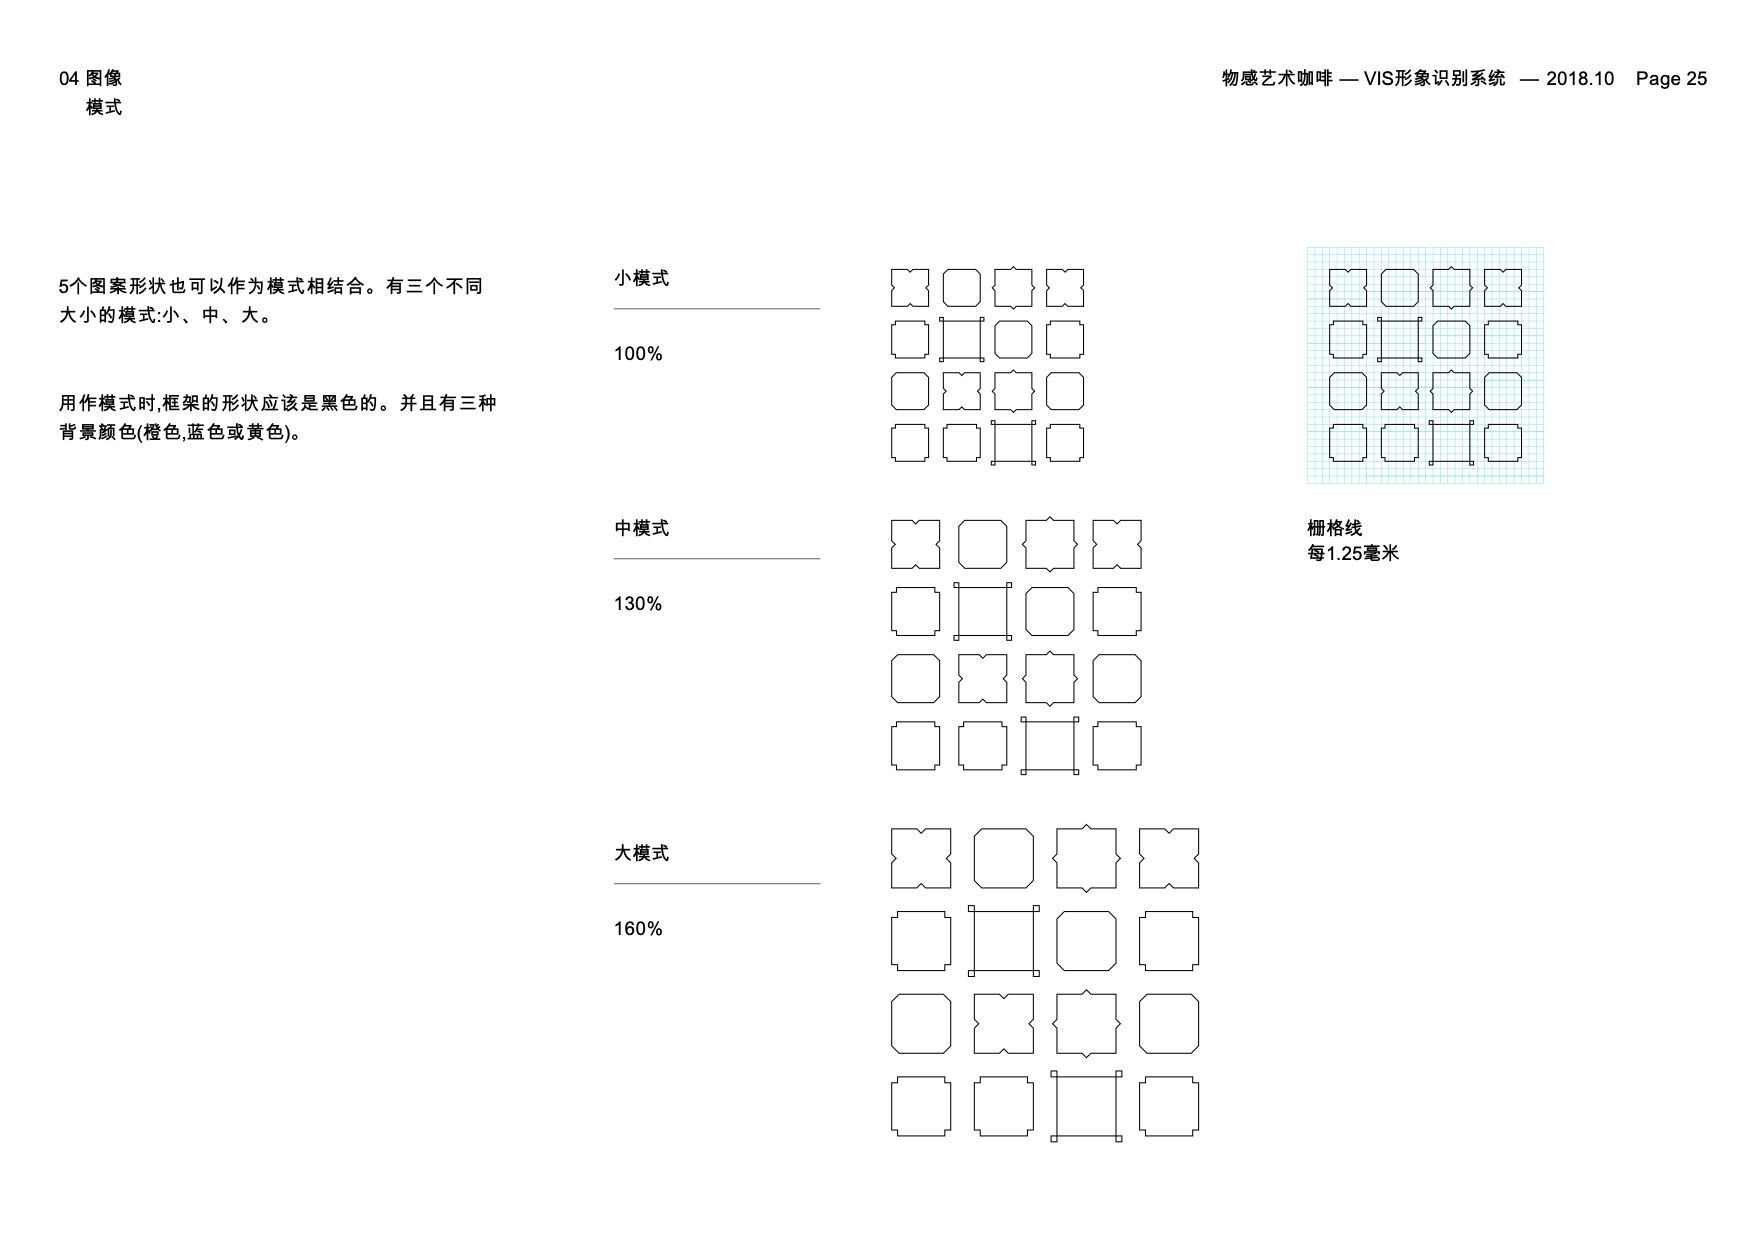 04 图像
模式
物感艺术咖啡 — VIS形象识别系统 — 2018.10 Page 25
5个图案形状也可以作为模式相结合。有三个不同
大小的模式:小、中、大。
用作模式时,框架的形状应该是黑色的。并且有三种
背景颜色(橙色,蓝色或黄色)。
小模式
100%
中模式
130%
大模式
160%
栅格线
每1.25毫米